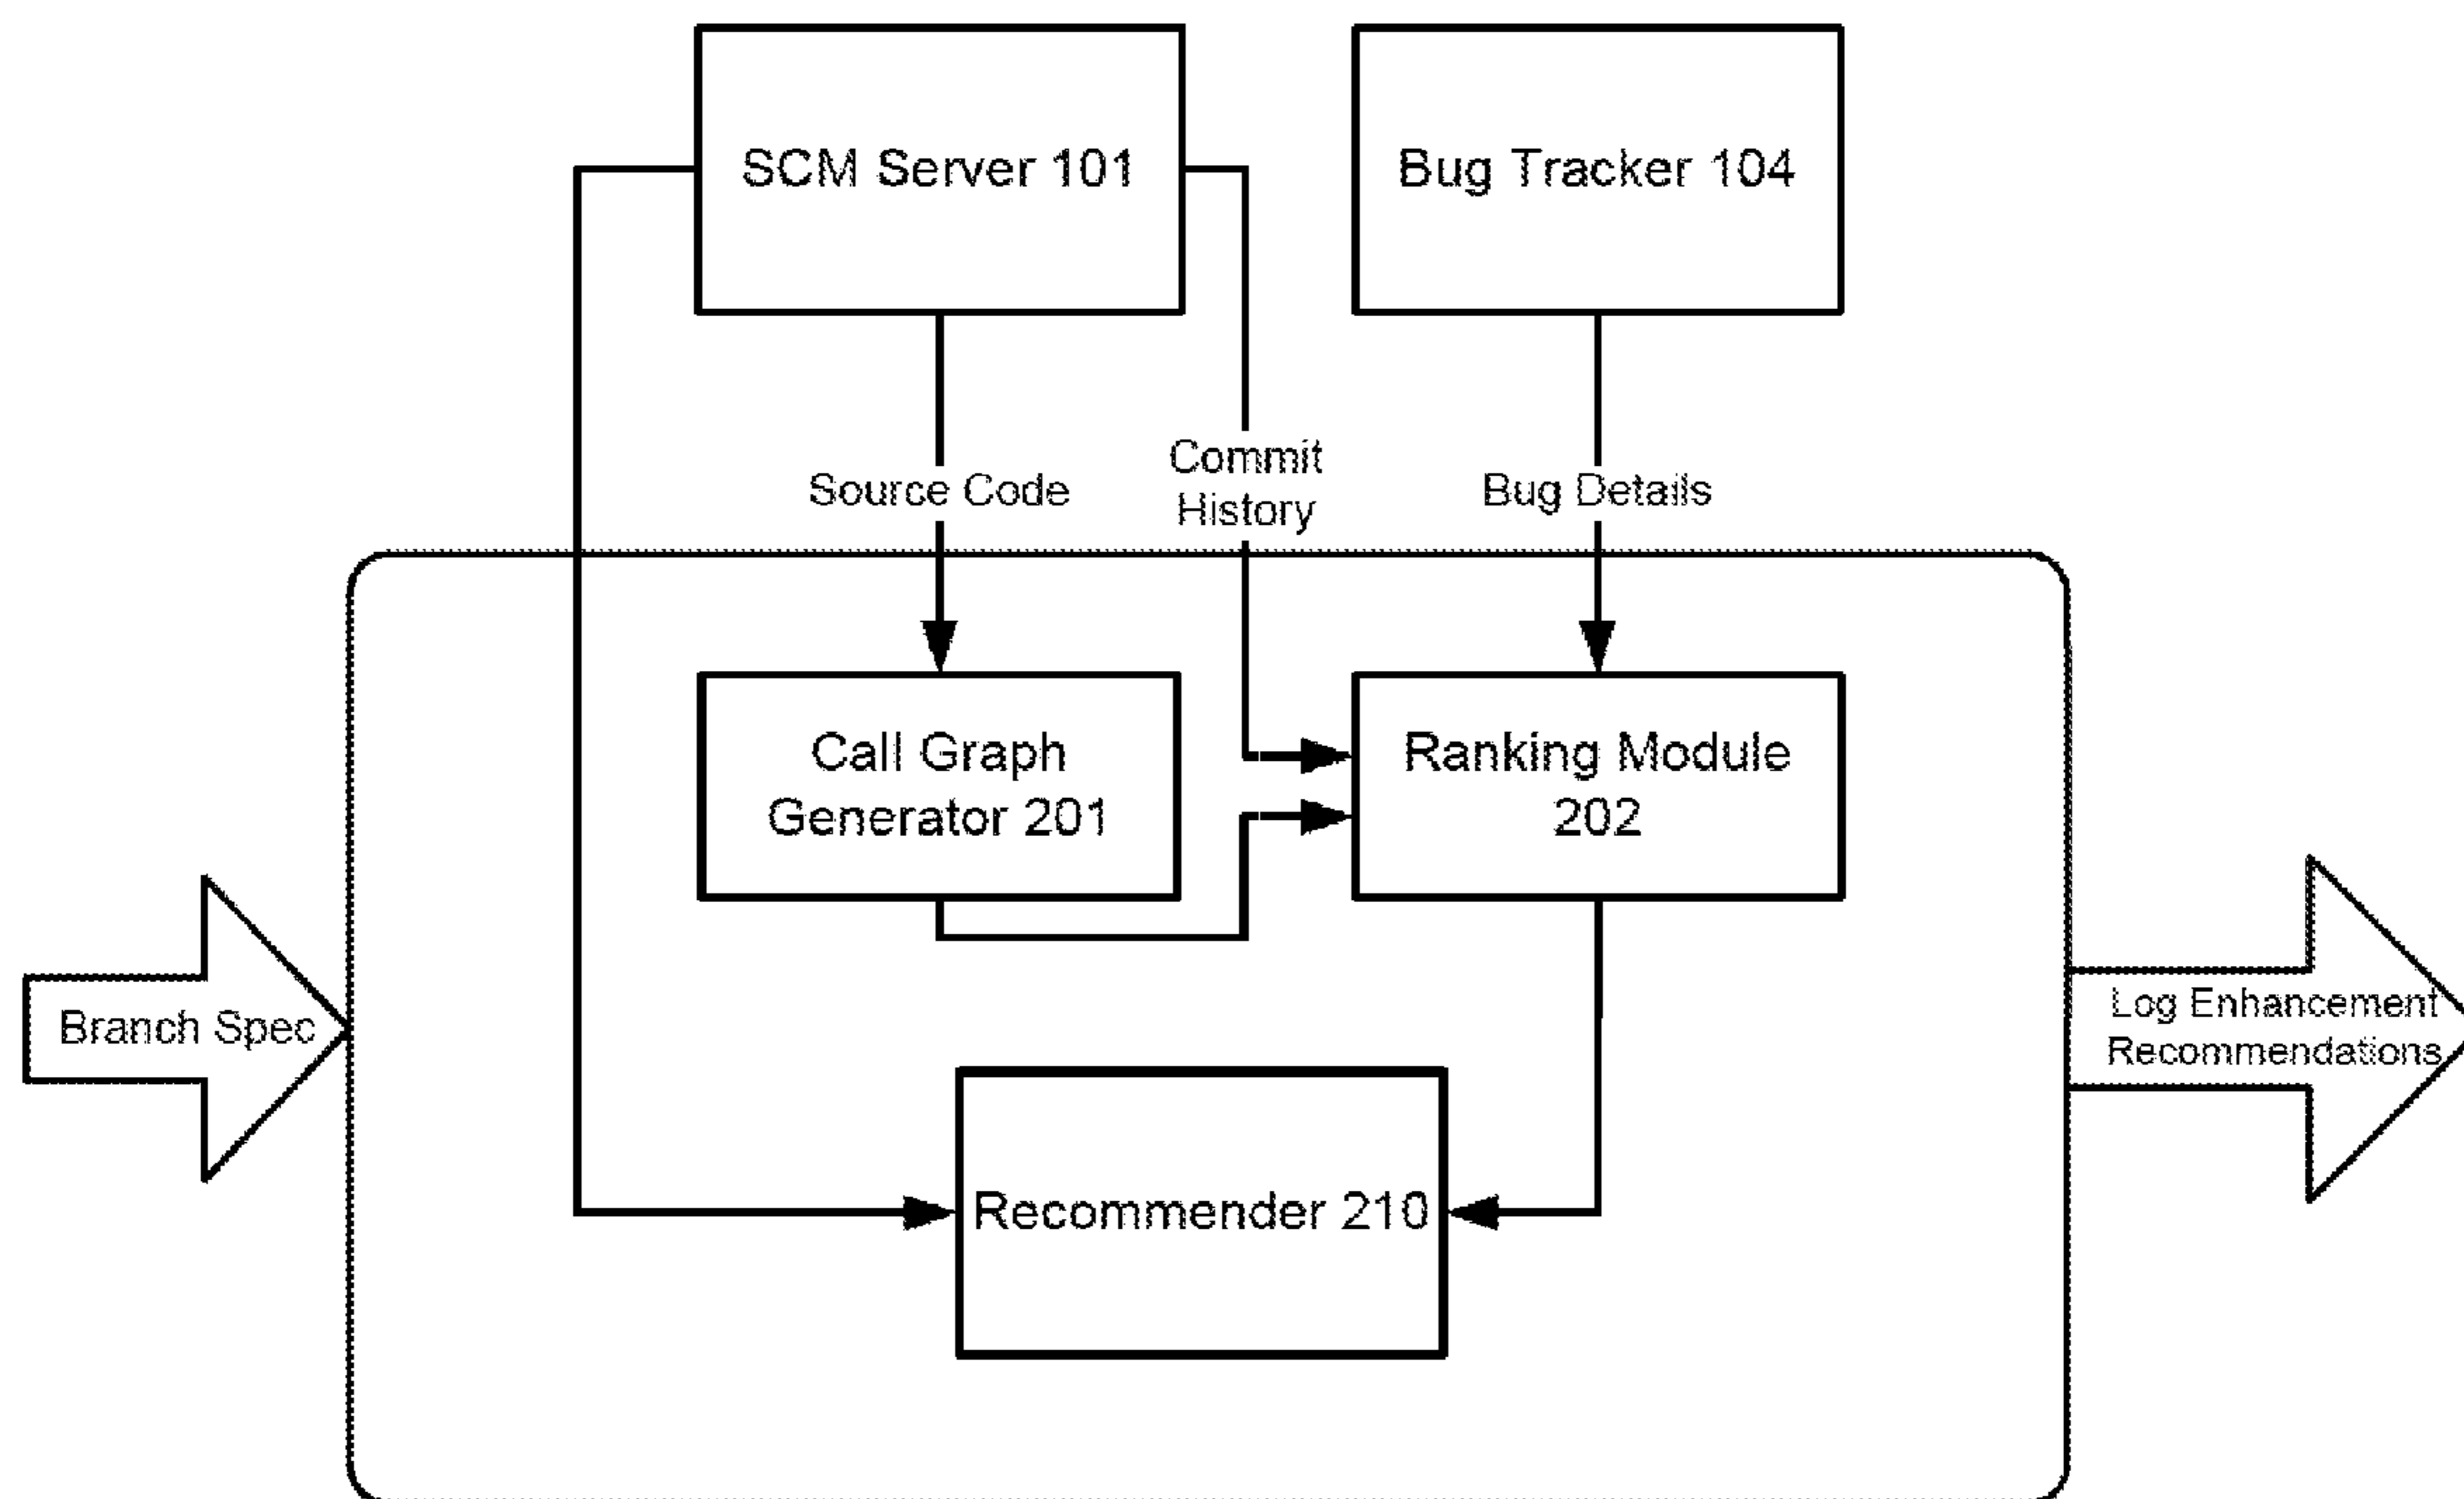 SCM Server 101
Bug Tracker 104
Commit
History
Source Code
Bug Details
Call Graph
Generator 201
Ranking Module
202
Branch Spec
Log Enhancement
Recommendations
Recommender 210